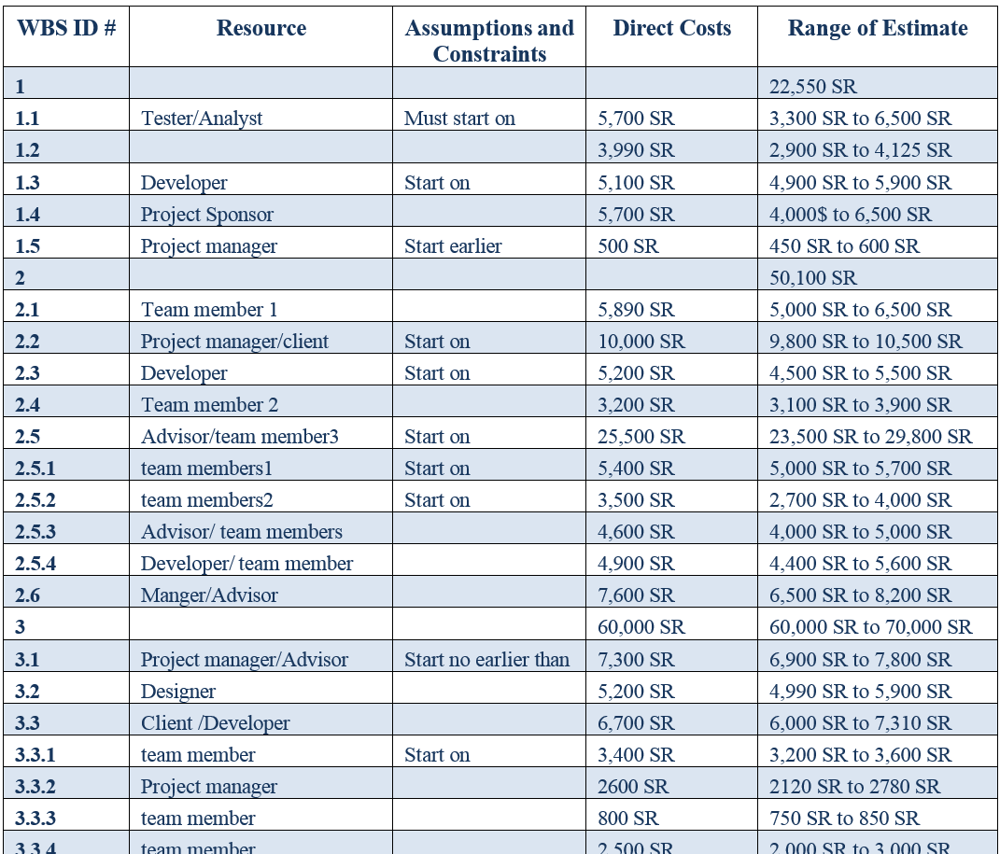 WBS ID # Resource Assumptions and Constraints Direct Costs Range of Estimate
1 22,550 SR
1.1 Tester/Analyst Must start on 5,700 SR 3,300 SR to 6,500 SR
1.2 3,990 SR 2,900 SR to 4,125 SR
1.3 Developer Start on 5,100 SR 4,900 SR to 5,900 SR
1.4 Project Sponsor 5,700 SR 4,000$ to 6,500 SR
1.5 Project manager Start earlier 500 SR 450 SR to 600 SR
2 50,100 SR
2.1 Team member 1 5,890 SR 5,000 SR to 6,500 SR
2.2 Project manager/client Start on 10,000 SR 9,800 SR to 10,500 SR
2.3 Developer Start on 5,200 SR 4,500 SR to 5,500 SR
2.4 Team member 2 3,200 SR 3,100 SR to 3,900 SR
2.5 Advisor/team member3 Start on 25,500 SR 23,500 SR to 29,800 SR
2.5.1 team members1 Start on 5,400 SR 5,000 SR to 5,700 SR
2.5.2 team members2 Start on 3,500 SR 2,700 SR to 4,000 SR
2.5.3 Advisor/ team members 4,600 SR 4,000 SR to 5,000 SR
2.5.4 Developer/ team member 4,900 SR 4,400 SR to 5,600 SR
2.6 Manger/Advisor 7,600 SR 6,500 SR to 8,200 SR
3 60,000 SR 60,000 SR to 70,000 SR
3.1 Project manager/Advisor Start no earlier than 7,300 SR 6,900 SR to 7,800 SR
3.2 Designer 5,200 SR 4,990 SR to 5,900 SR
3.3 Client /Developer 6,700 SR 6,000 SR to 7,310 SR
3.3.1 team member Start on 3,400 SR 3,200 SR to 3,600 SR
3.3.2 Project manager 2600 SR 2120 SR to 2780 SR
3.3.3 team member 800 SR 750 SR to 850 SR
3.3.4 team member 2,500 SR 2,000 SR to 3,000 SR